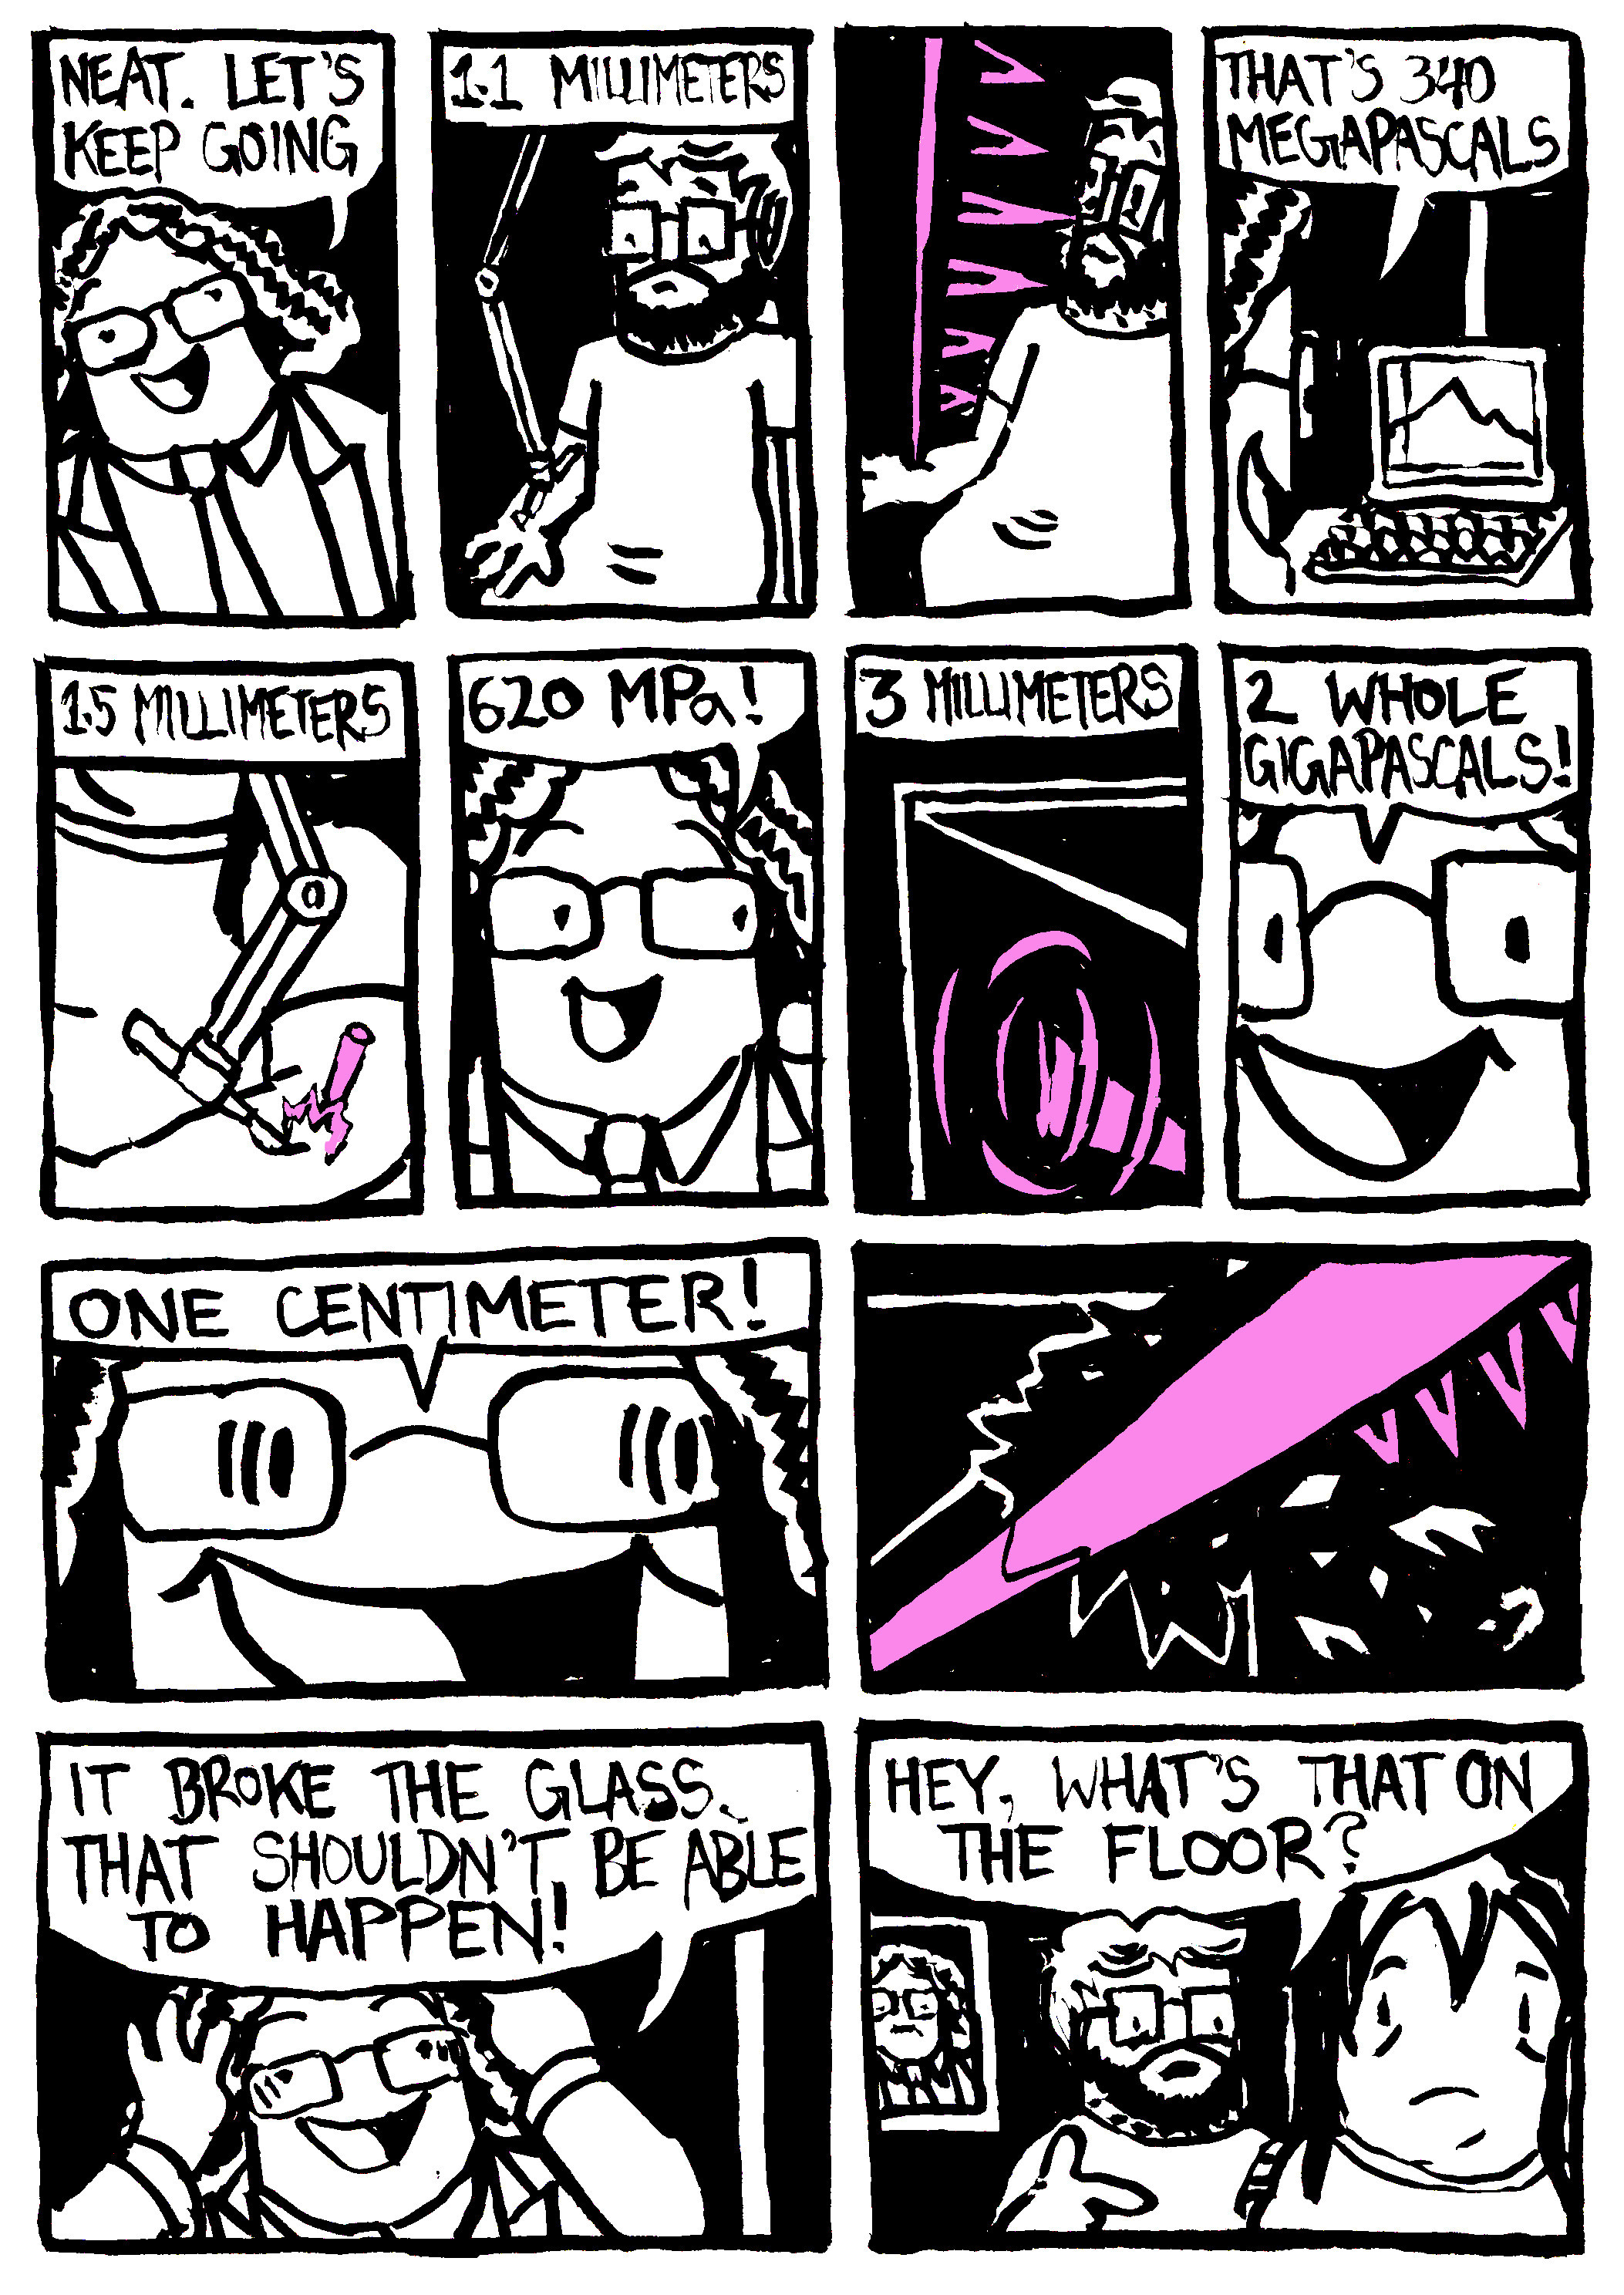 NEAT. LET'S
KEEP GOING
1.1 MILLIMETERS
THAT'S 340
MEGAPASCALS
1.5 MILLIMETERS
620 MPa!
3 MILLIMETERS
2 WHOLE
GIGAPASCALS!
ONE CENTIMETER!
IT BROKE THE GLASS.
THAT SHOULDN'T BE ABLE
TO HAPPEN!
HEY, WHAT'S THAT ON
THE FLOOR?